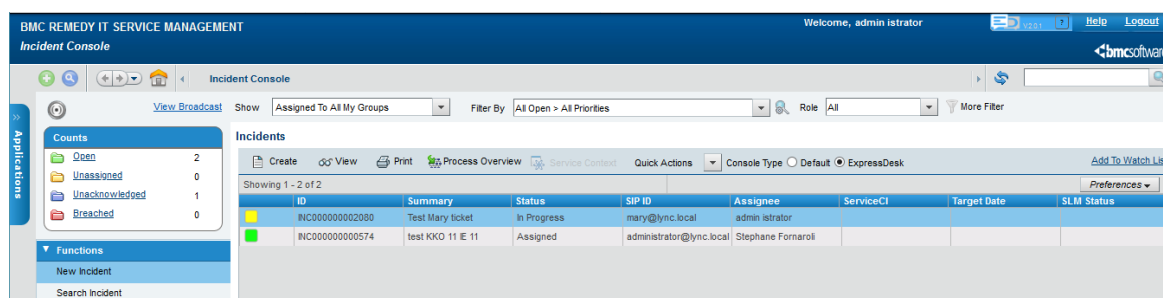 BMC REMEDY IT SERVICE MANAGEMENT
Welcome, admin istrator
ED V2.0.1 ? Help Logout
Incident Console
bmcsoftware
Incident Console
View Broadcast Show Assigned To All My Groups Filter By All Open > All Priorities Role All More Filter
Applications
Counts
Open 2
Unassigned 0
Unacknowledged 1
Breached 0
Functions
New Incident
Search Incident
Incidents
Create View Print Process Overview Service Context Quick Actions Console Type Default ExpressDesk Add To Watch Lis
Showing 1 - 2 of 2 Preferences
ID Summary Status SIP ID Assignee ServiceCI Target Date SLM Status
INC000000002080 Test Mary ticket In Progress mary@lync.local admin istrator
INC000000000574 test KKO 11 IE 11 Assigned administrator@lync.local Stephane Fornaroli